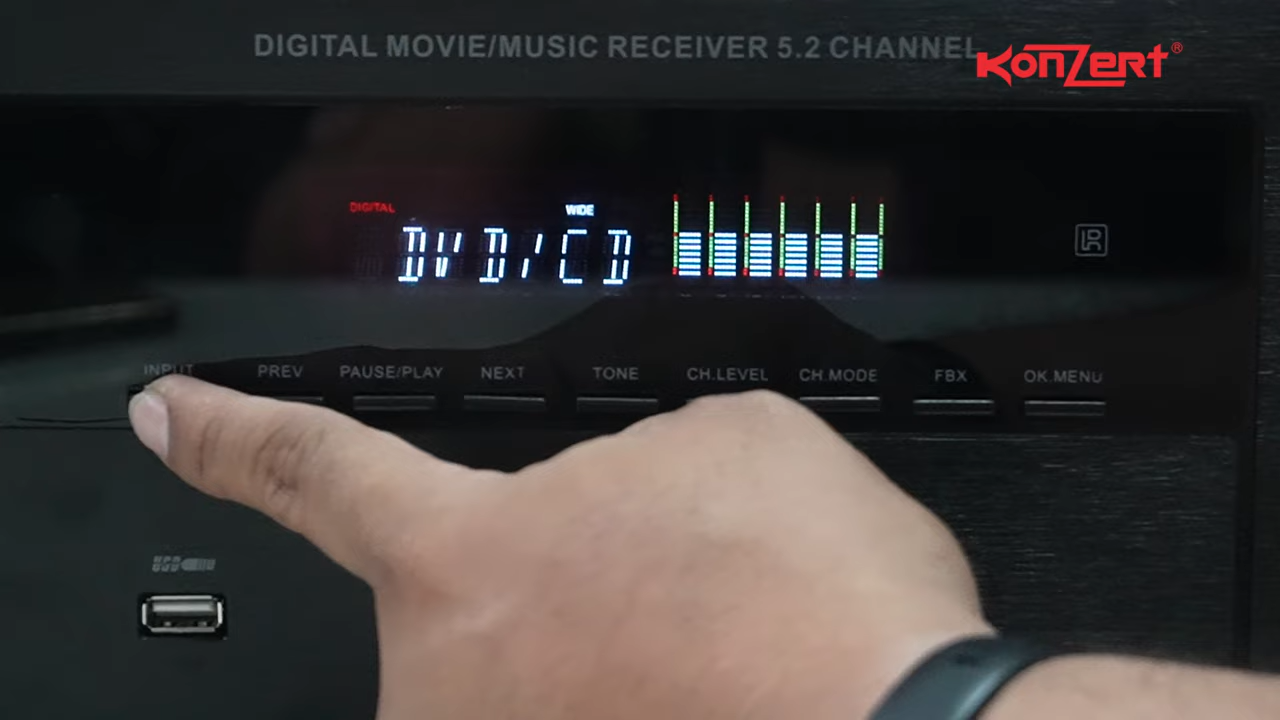 DIGITAL MOVIE/MUSIC RECEIVER 5.2 CHANNEL
KonZert®
DIGITAL WIDE
DVD/CD
INPUT PREV PAUSE/PLAY NEXT TONE CH.LEVEL CH.MODE FBX OK.MENU